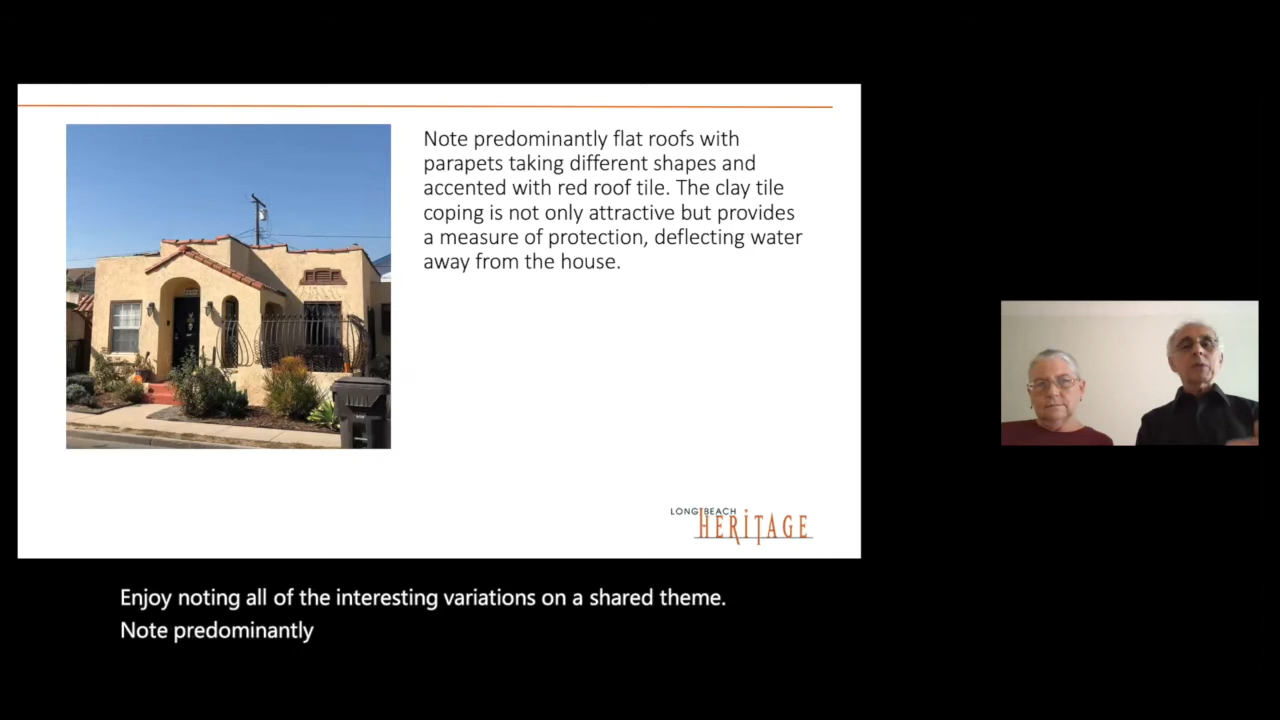 Note predominantly flat roofs with
parapets taking different shapes and
accented with red roof tile. The clay tile
coping is not only attractive but provides
a measure of protection, deflecting water
away from the house.
LONG BEACH
HERITAGE
Enjoy noting all of the interesting variations on a shared theme.
Note predominantly